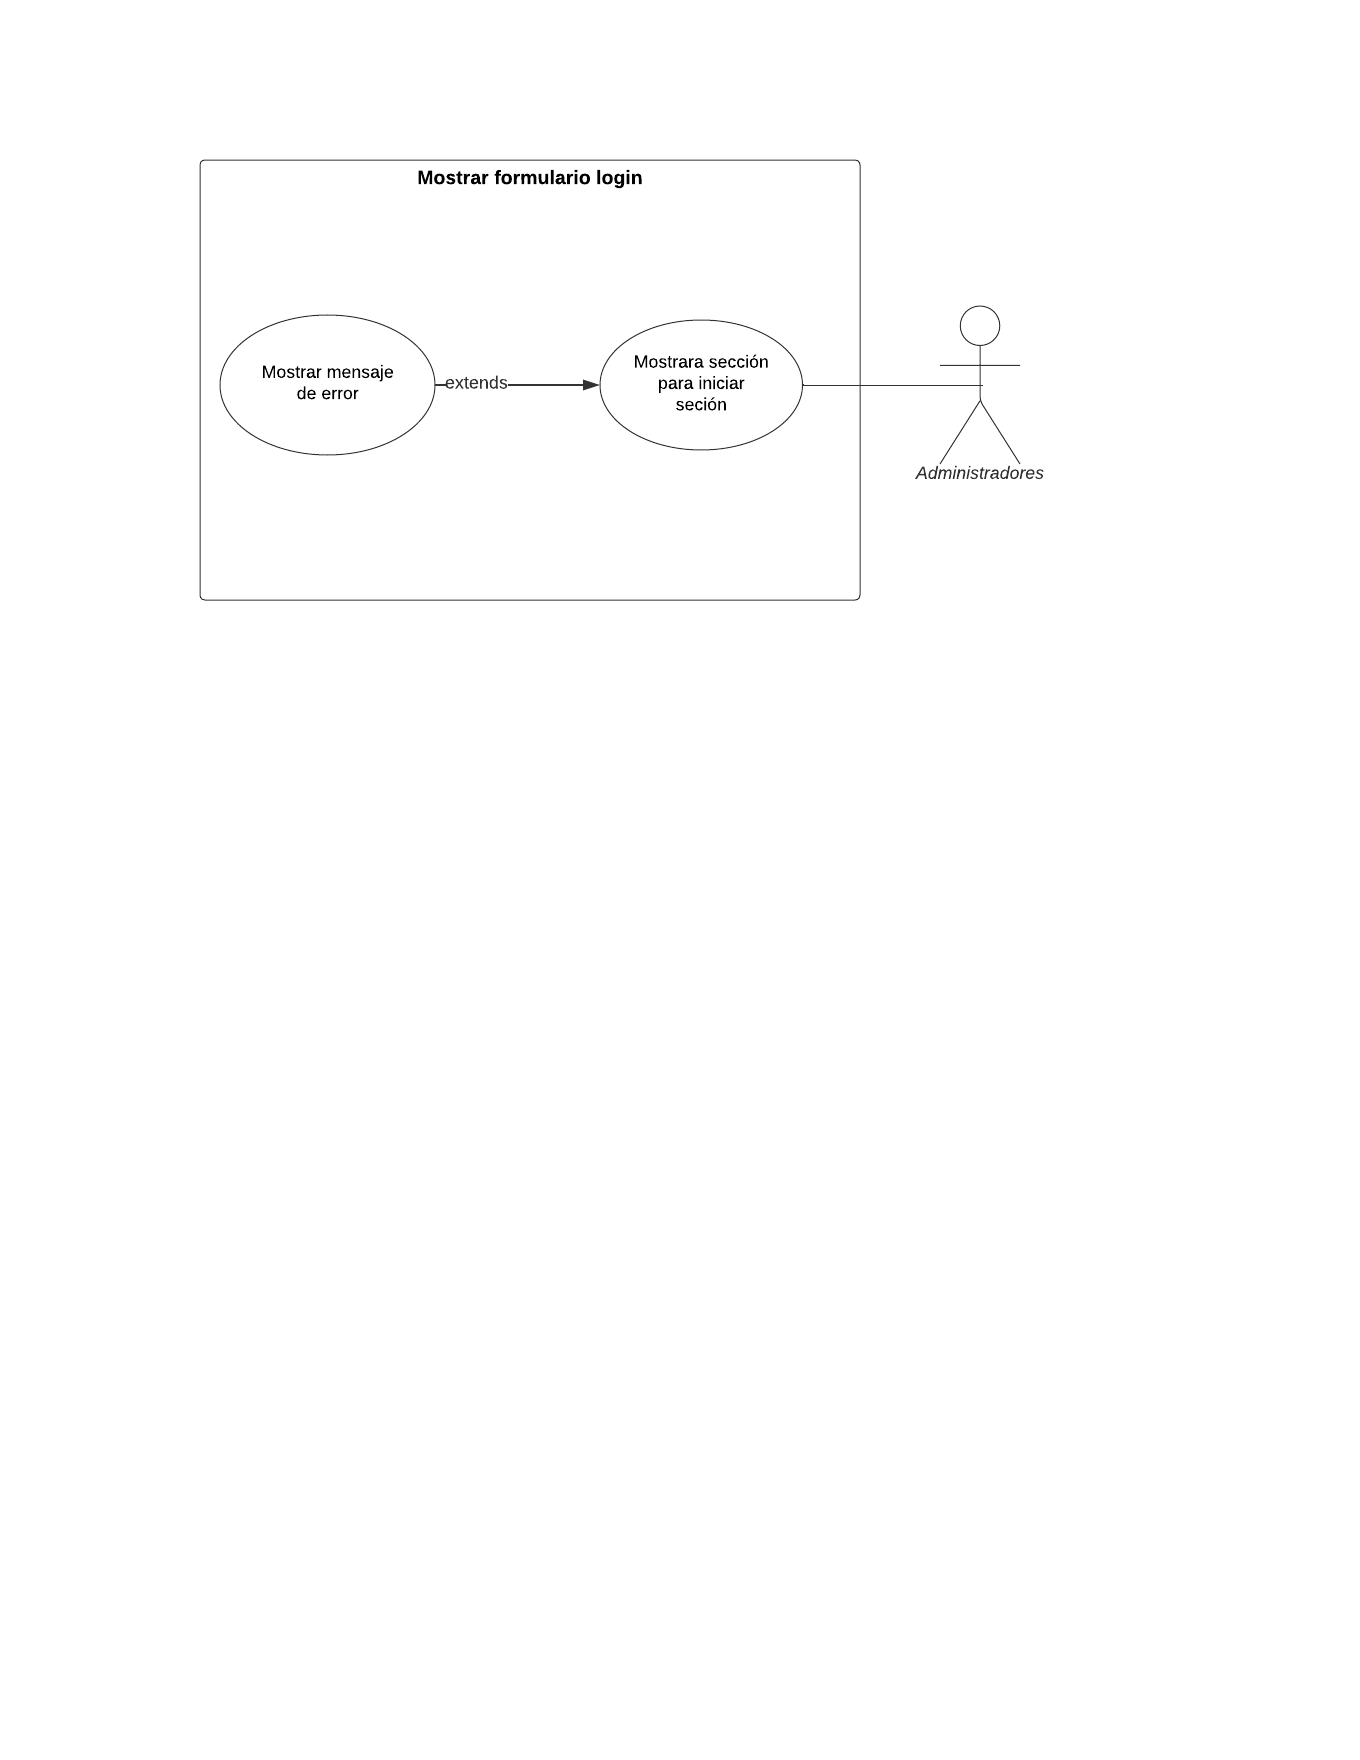 Mostrar formulario login
Mostrar mensaje
de error
extends
Mostrara sección
para iniciar
seción
Administradores